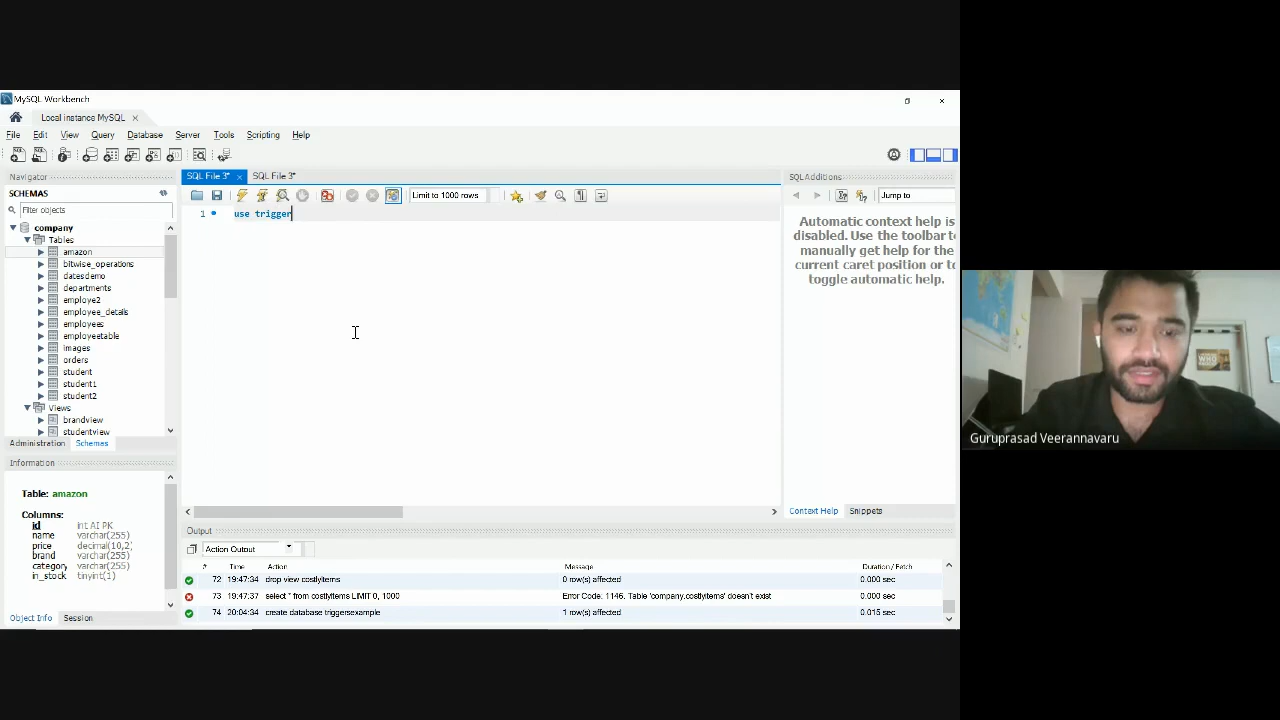 MySQL Workbench
Local instance MySQL
File Edit View Query Database Server Tools Scripting Help
Navigator
SCHEMAS
Filter objects
company
Tables
amazon
bitwise_operations
datesdemo
departments
employe2
employee_details
employees
employeetable
images
orders
student
student1
student2
Views
brandview
studentview
Administration Schemas
Information
Table: amazon
Columns:
id int AI PK
name varchar(255)
price decimal(10,2)
brand varchar(255)
category varchar(255)
in_stock tinyint(1)
Object Info Session
SQL File 3* SQL File 3*
Limit to 1000 rows
1 use trigger
Output
Action Output
# Time Action Message Duration / Fetch
72 19:47:34 drop view costlyitems 0 row(s) affected 0.000 sec
73 19:47:37 select * from costlyitems LIMIT 0, 1000 Error Code: 1146. Table 'company.costlyitems' doesn't exist 0.000 sec
74 20:04:34 create database triggersexample 1 row(s) affected 0.015 sec
SQLAdditions
Jump to
Automatic context help is
disabled. Use the toolbar to
manually get help for the
current caret position or to
toggle automatic help.
Context Help Snippets
Guruprasad Veerannavaru